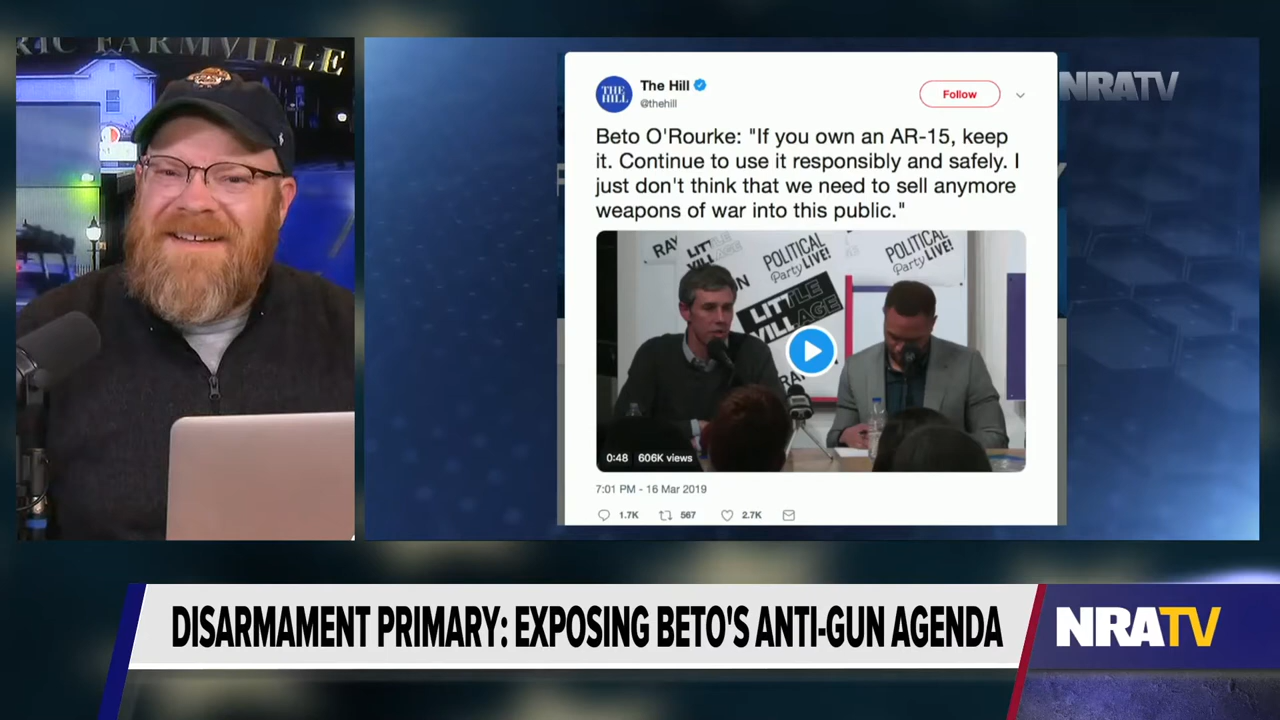 RIC FARMVILLE
NRATV
The Hill
@thehill
Follow
Beto O'Rourke: "If you own an AR-15, keep
it. Continue to use it responsibly and safely. I
just don't think that we need to sell anymore
weapons of war into this public."
POLITICAL
Party LIVE!
POLITICAL
Party LIVE!
LITTLE
VILLAGE
0:48 606K views
7:01 PM - 16 Mar 2019
1.7K 567 2.7K
DISARMAMENT PRIMARY: EXPOSING BETO'S ANTI-GUN AGENDA
NRATV